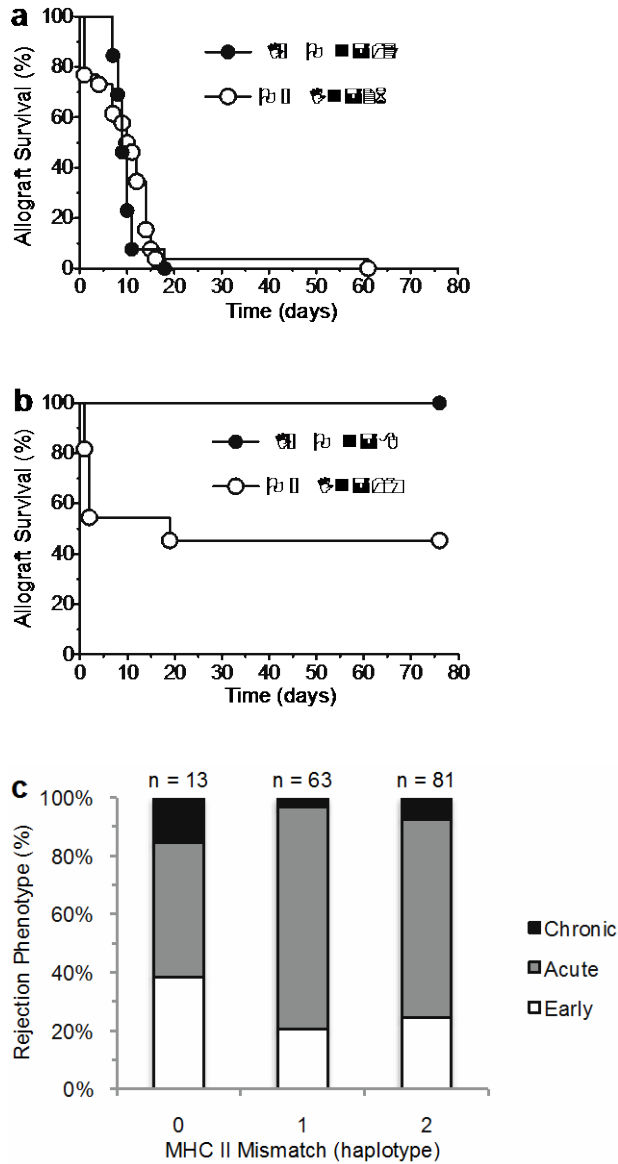 a
100
80
60
40
20
0
Allograft Survival (%)
0 10 20 30 40 50 60 70 80
Time (days)
b
100
80
60
40
20
0
Allograft Survival (%)
0 10 20 30 40 50 60 70 80
Time (days)
c
n = 13 n = 63 n = 81
100%
80%
60%
40%
20%
0%
Rejection Phenotype (%)
Chronic
Acute
Early
0 1 2
MHC II Mismatch (haplotype)